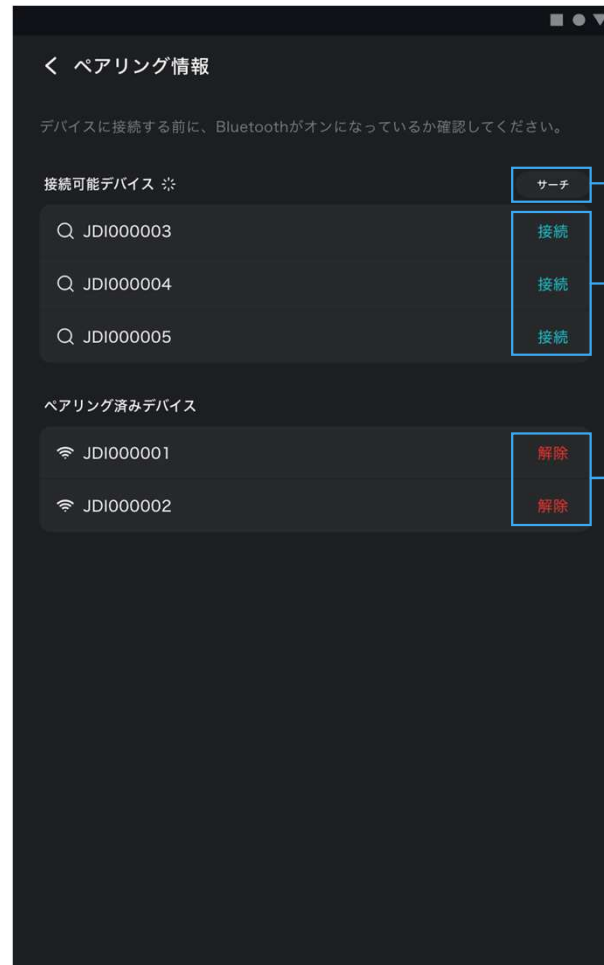 ペアリング情報
デバイスに接続する前に、Bluetoothがオンになっているか確認してください。
接続可能デバイス サーチ
JDI000003 接続
JDI000004 接続
JDI000005 接続
ペアリング済みデバイス
JDI000001 解除
JDI000002 解除